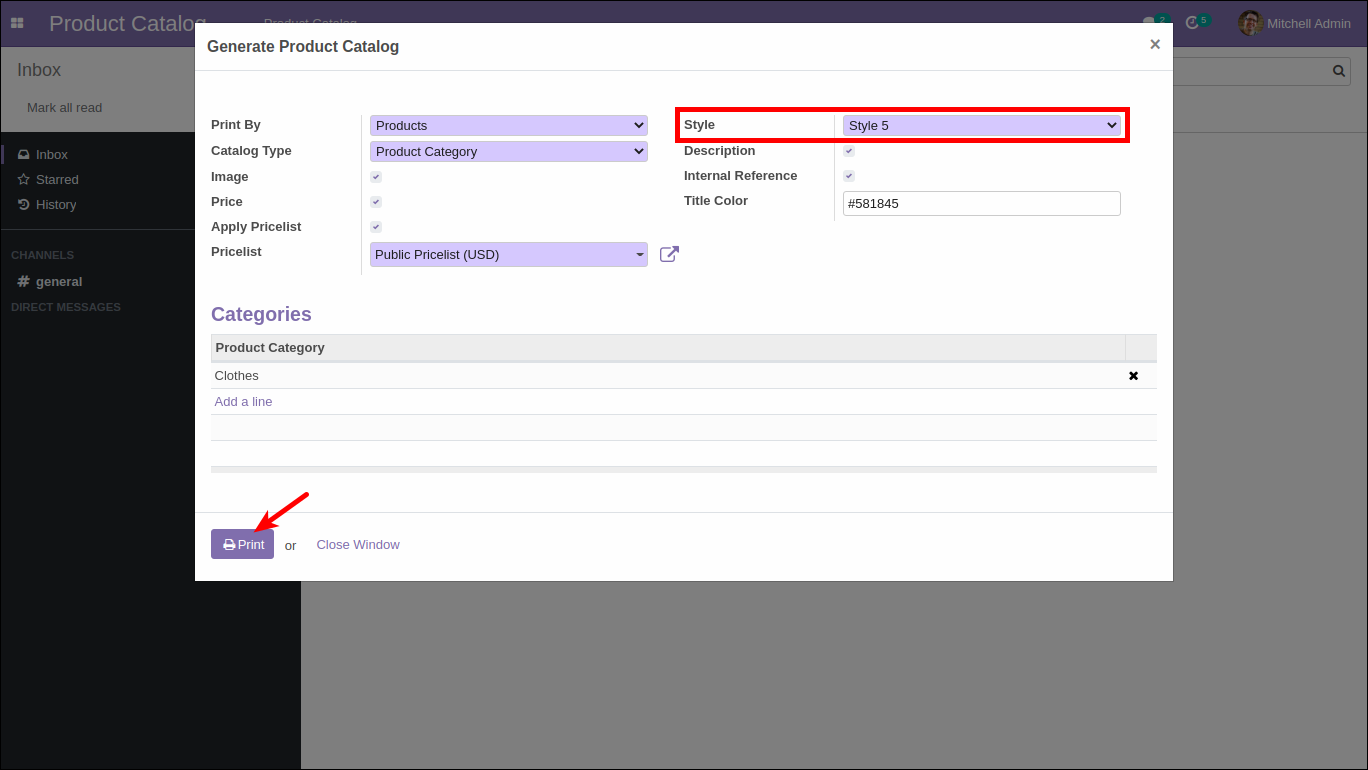 Product Catalog
Product Catalog
2
5
Mitchell Admin
Inbox
Mark all read
Inbox
Starred
History
CHANNELS
general
DIRECT MESSAGES
Generate Product Catalog
×
Print By
Products
Catalog Type
Product Category
Image
Price
Apply Pricelist
Pricelist
Public Pricelist (USD)
Style
Style 5
Description
Internal Reference
Title Color
#581845
Categories
Product Category
Clothes
Add a line
Print or Close Window